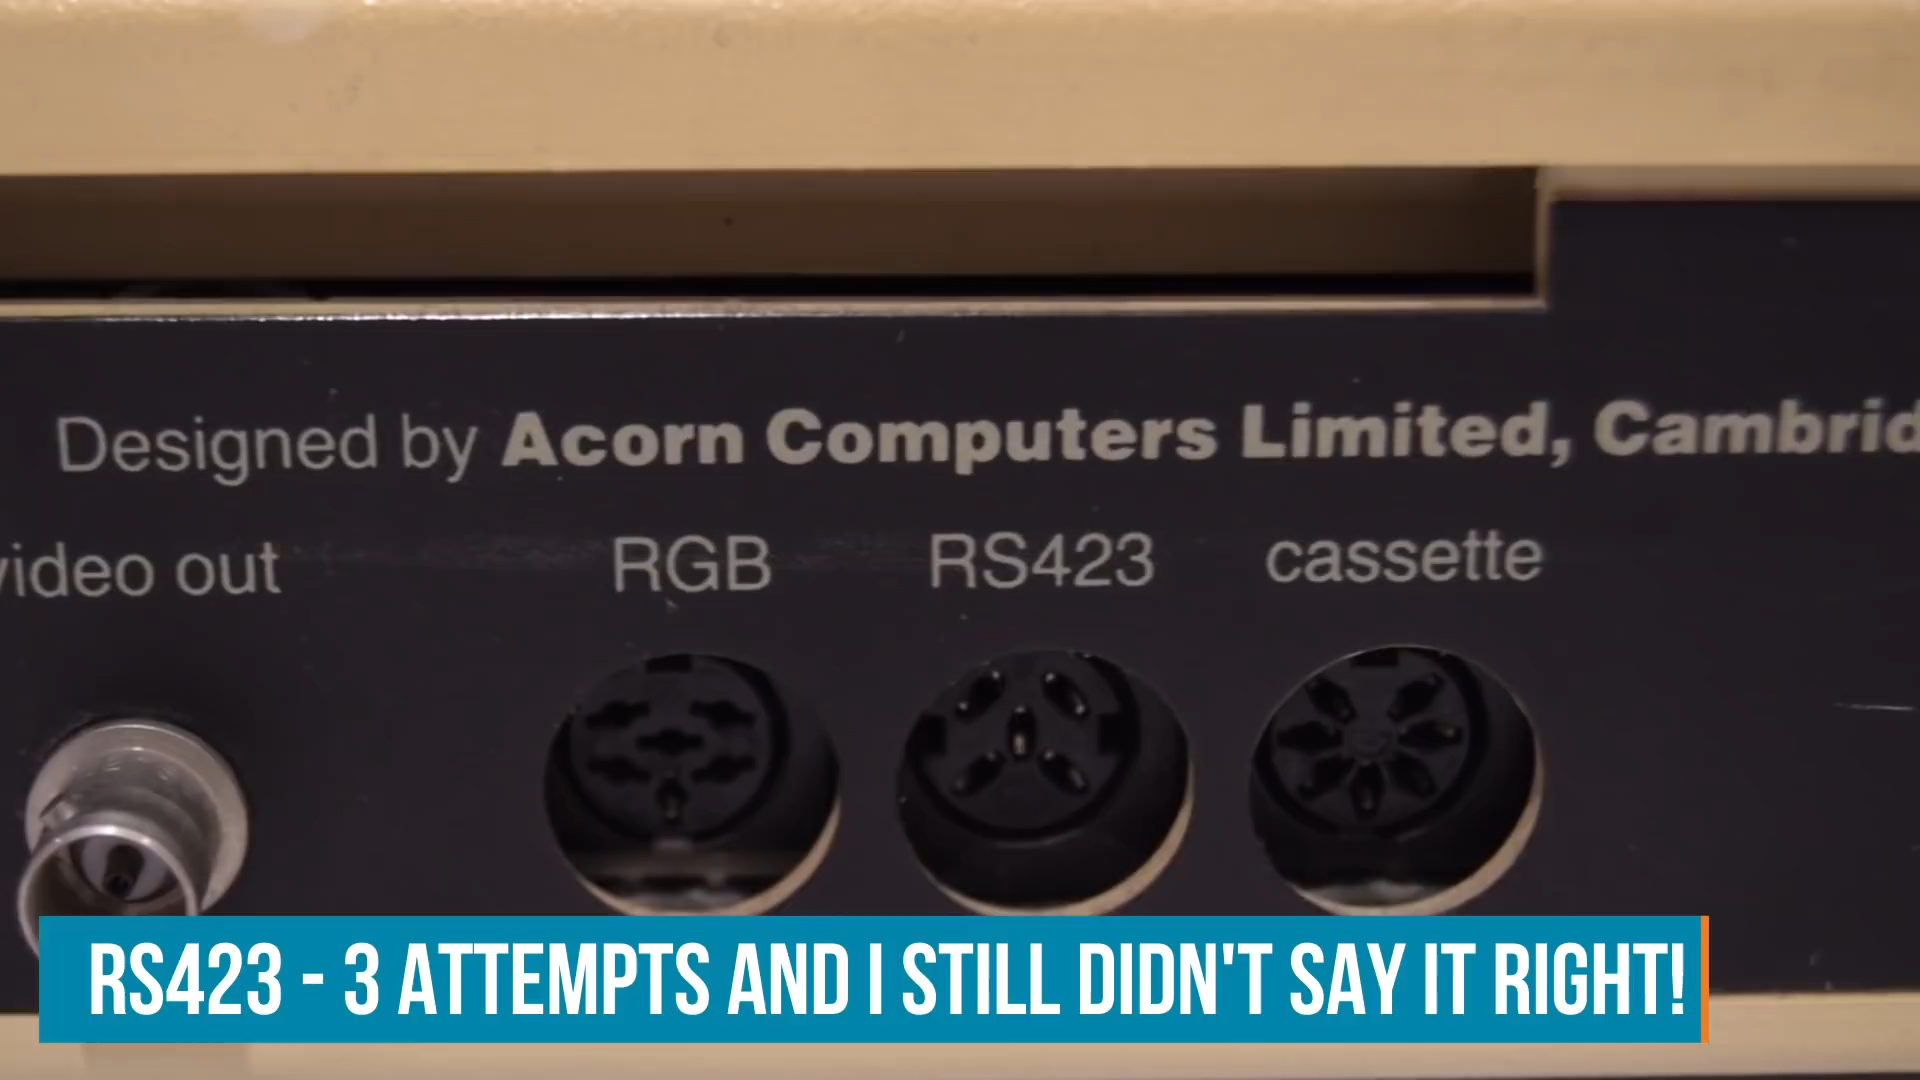 Designed by Acorn Computers Limited, Cambrid
video out RGB RS423 cassette
RS423 - 3 ATTEMPTS AND I STILL DIDN'T SAY IT RIGHT!